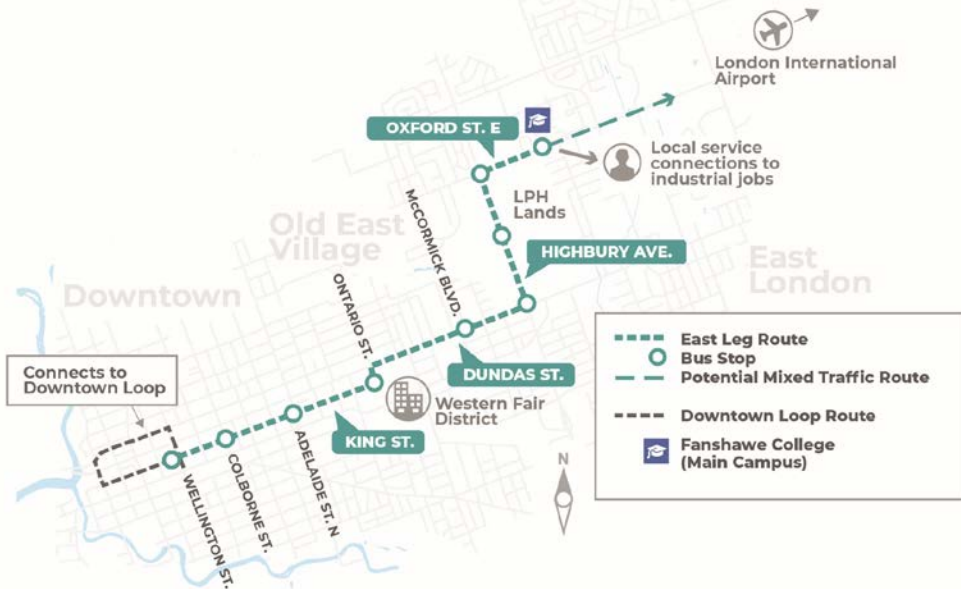 London International
Airport
OXFORD ST. E
Local service
connections to
industrial jobs
LPH
Lands
McCORMICK BLVD.
Old East
Village
HIGHBURY AVE.
East
London
ONTARIO ST.
Downtown
Connects to
Downtown Loop
DUNDAS ST.
Western Fair
District
KING ST.
ADELAIDE ST. N
COLBORNE ST.
WELLINGTON ST.
N
East Leg Route
Bus Stop
Potential Mixed Traffic Route
Downtown Loop Route
Fanshawe College
(Main Campus)